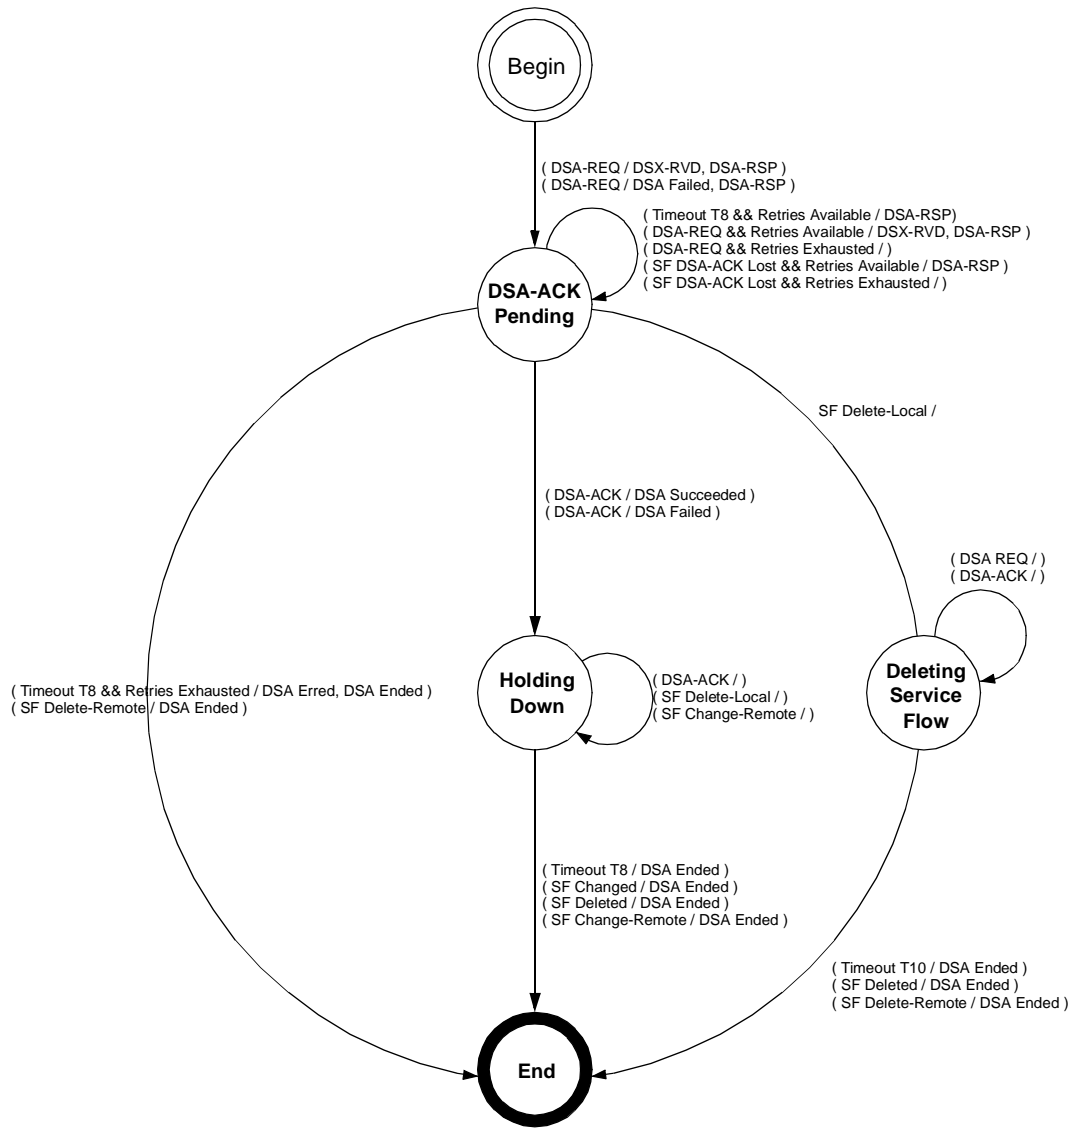 Begin
( DSA-REQ / DSX-RVD, DSA-RSP )
( DSA-REQ / DSA Failed, DSA-RSP )
( Timeout T8 && Retries Available / DSA-RSP)
( DSA-REQ && Retries Available / DSX-RVD, DSA-RSP )
( DSA-REQ && Retries Exhausted / )
( SF DSA-ACK Lost && Retries Available / DSA-RSP )
( SF DSA-ACK Lost && Retries Exhausted / )
DSA-ACK
Pending
SF Delete-Local /
( DSA-ACK / DSA Succeeded )
( DSA-ACK / DSA Failed )
( DSA REQ / )
( DSA-ACK / )
Holding
Down
( DSA-ACK / )
( SF Delete-Local / )
( SF Change-Remote / )
Deleting
Service
Flow
( Timeout T8 && Retries Exhausted / DSA Erred, DSA Ended )
( SF Delete-Remote / DSA Ended )
( Timeout T8 / DSA Ended )
( SF Changed / DSA Ended )
( SF Deleted / DSA Ended )
( SF Change-Remote / DSA Ended )
( Timeout T10 / DSA Ended )
( SF Deleted / DSA Ended )
( SF Delete-Remote / DSA Ended )
End